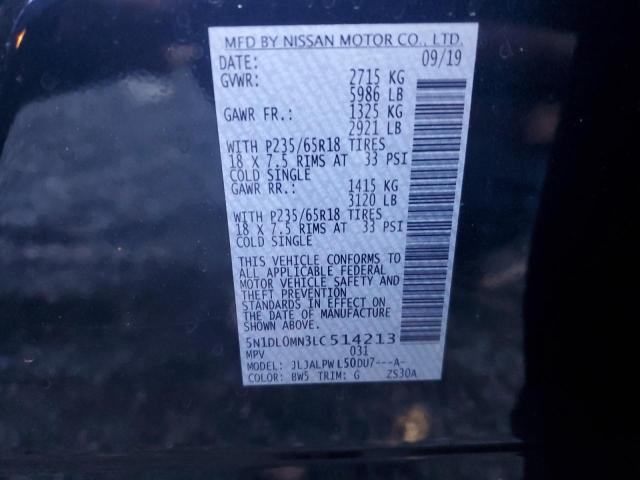 MFD BY NISSAN MOTOR CO., LTD.
DATE: 09/19
GVWR: 2715 KG
5986 LB
GAWR FR.: 1325 KG
2921 LB
WITH P235/65R18 TIRES
18 X 7.5 RIMS AT 33 PSI
COLD SINGLE
GAWR RR.: 1415 KG
3120 LB
WITH P235/65R18 TIRES
18 X 7.5 RIMS AT 33 PSI
COLD SINGLE
THIS VEHICLE CONFORMS TO
ALL APPLICABLE FEDERAL
MOTOR VEHICLE SAFETY AND
THEFT PREVENTION
STANDARDS IN EFFECT ON
THE DATE OF MANUFACTURE
SHOWN ABOVE.
5N1DL0MN3LC514213
MPV 031
MODEL: JLJALPWL50DU7---A-
COLOR: BW5 TRIM: G ZS30A